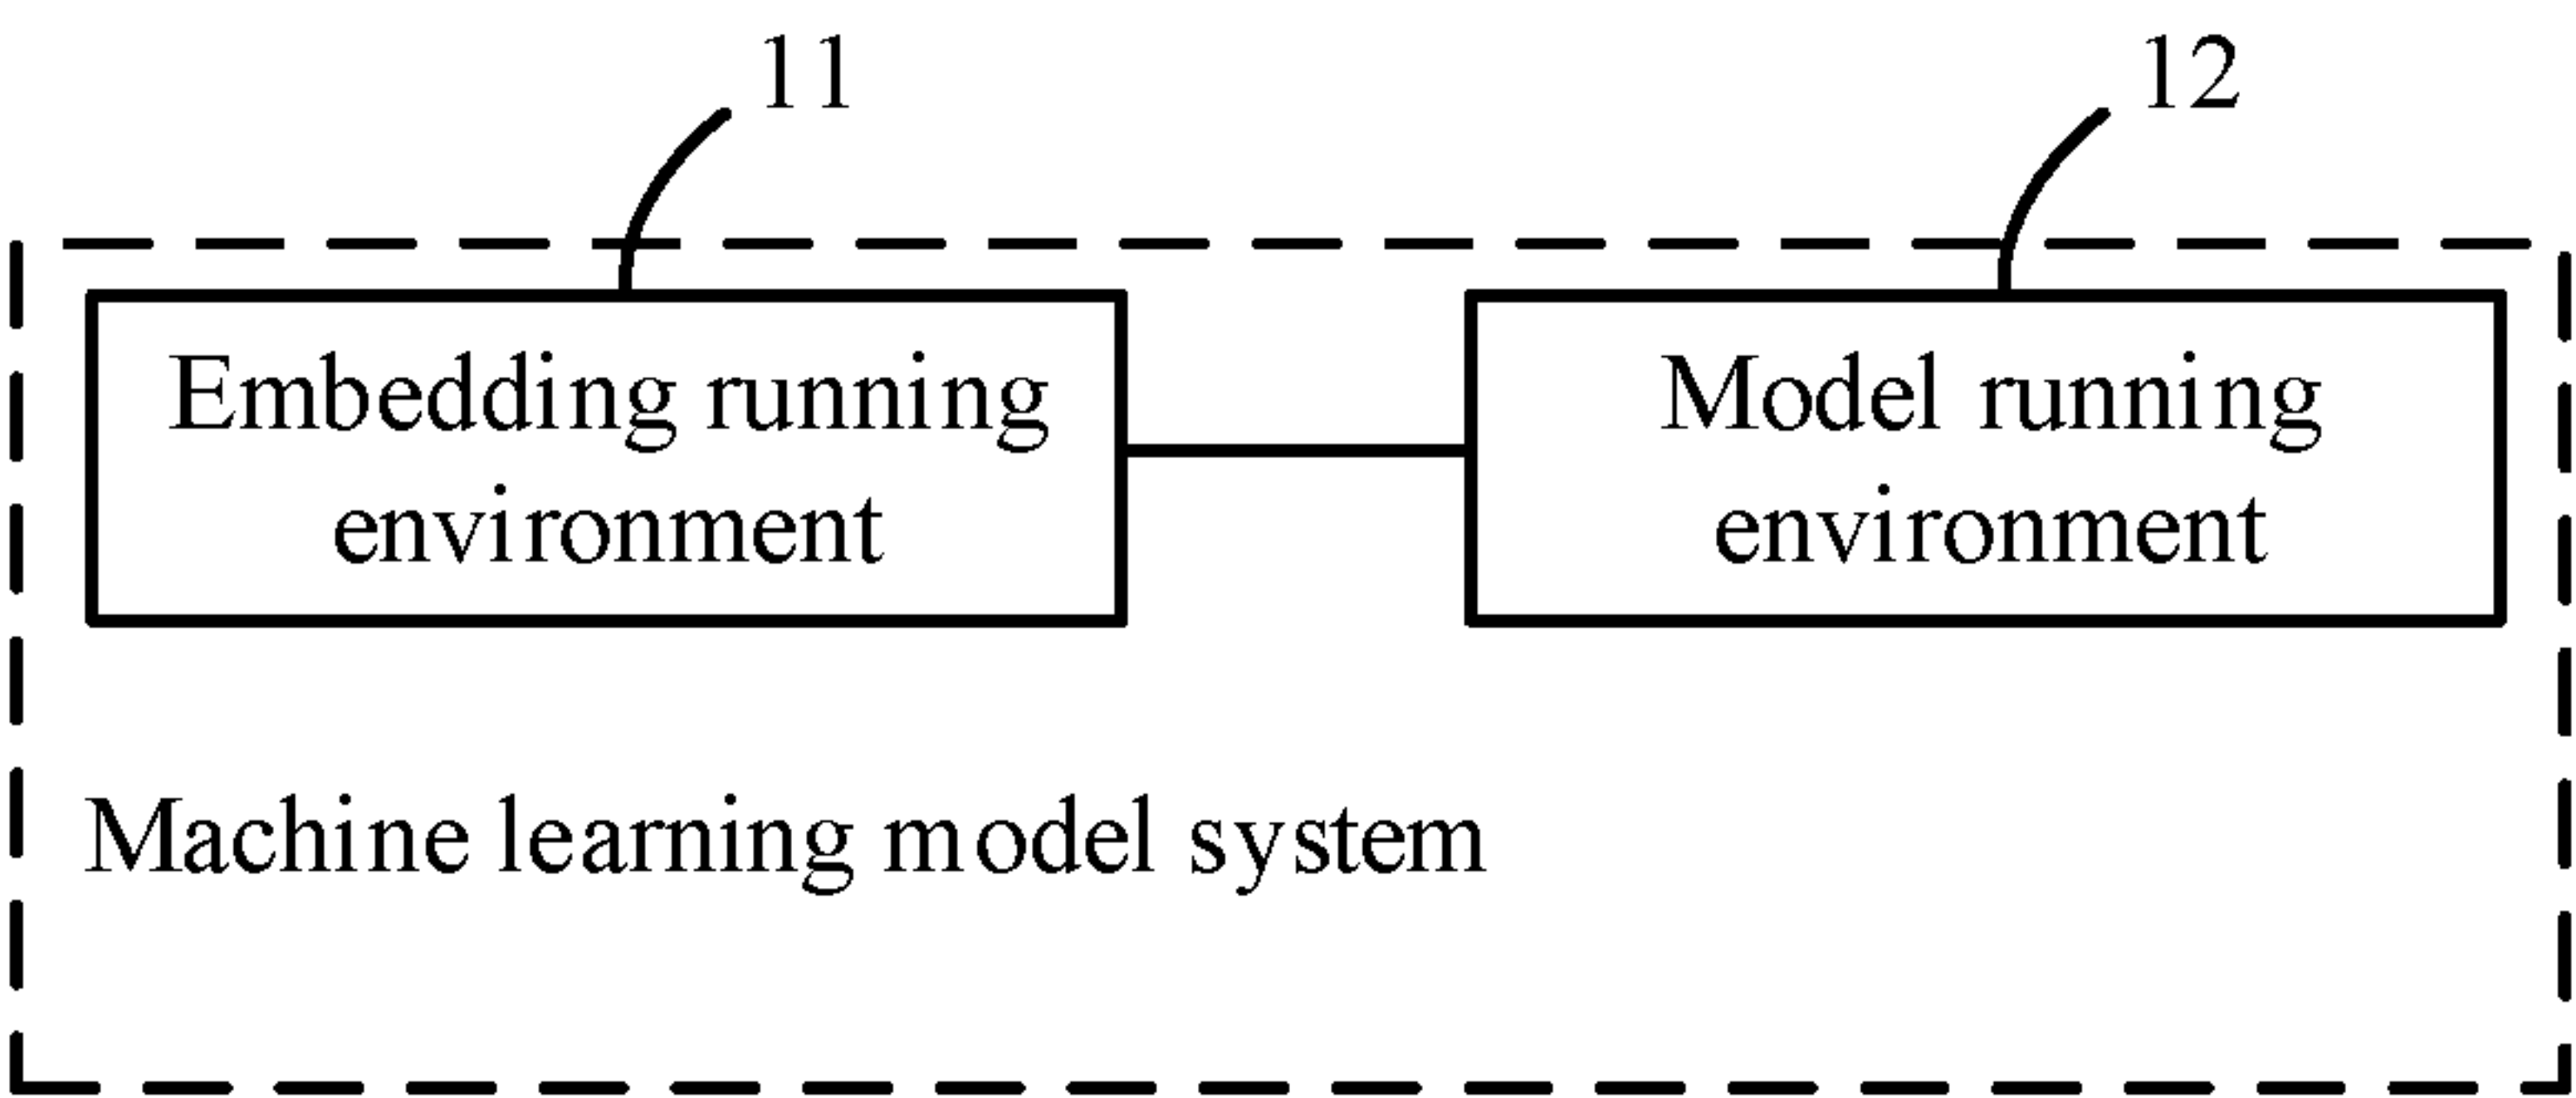 11
12
Embedding running
environment
Model running
environment
Machine learning model system